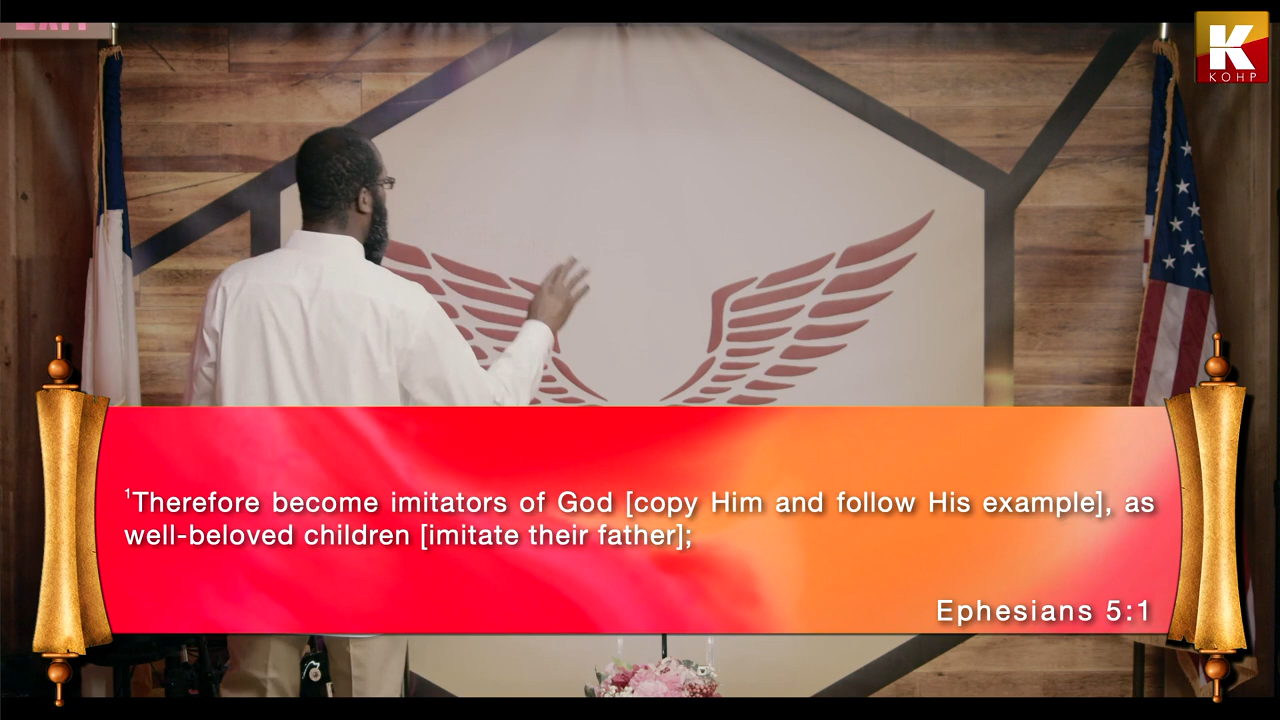 EXIT
K
KOHP
¹Therefore become imitators of God [copy Him and follow His example], as
well-beloved children [imitate their father];
Ephesians 5:1